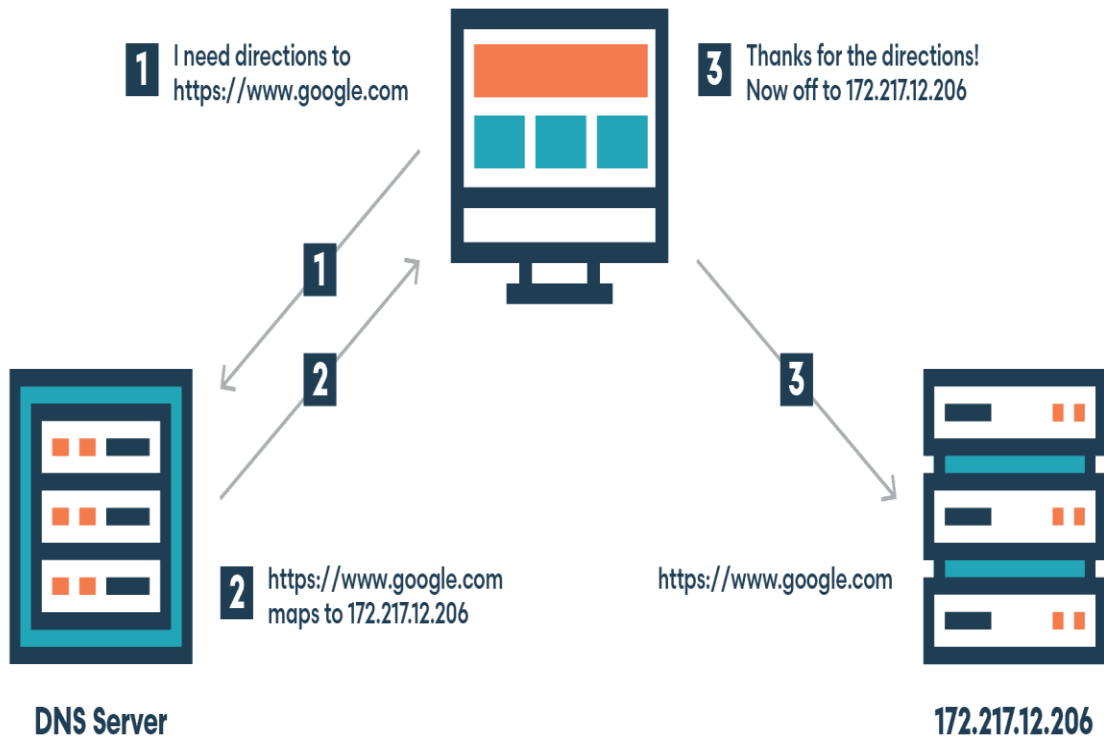 1 I need directions to
https://www.google.com
3 Thanks for the directions!
Now off to 172.217.12.206
1
2
3
2 https://www.google.com
maps to 172.217.12.206
https://www.google.com
DNS Server
172.217.12.206